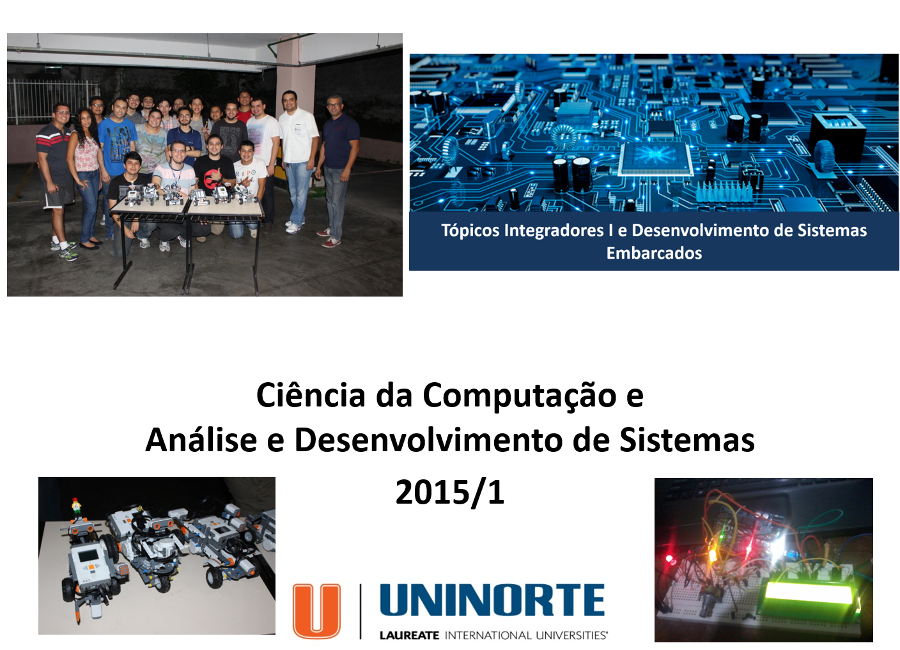 Tópicos Integradores I e Desenvolvimento de Sistemas
Embarcados
Ciência da Computação e
Análise e Desenvolvimento de Sistemas
2015/1
U
UNINORTE
LAUREATE INTERNATIONAL UNIVERSITIES